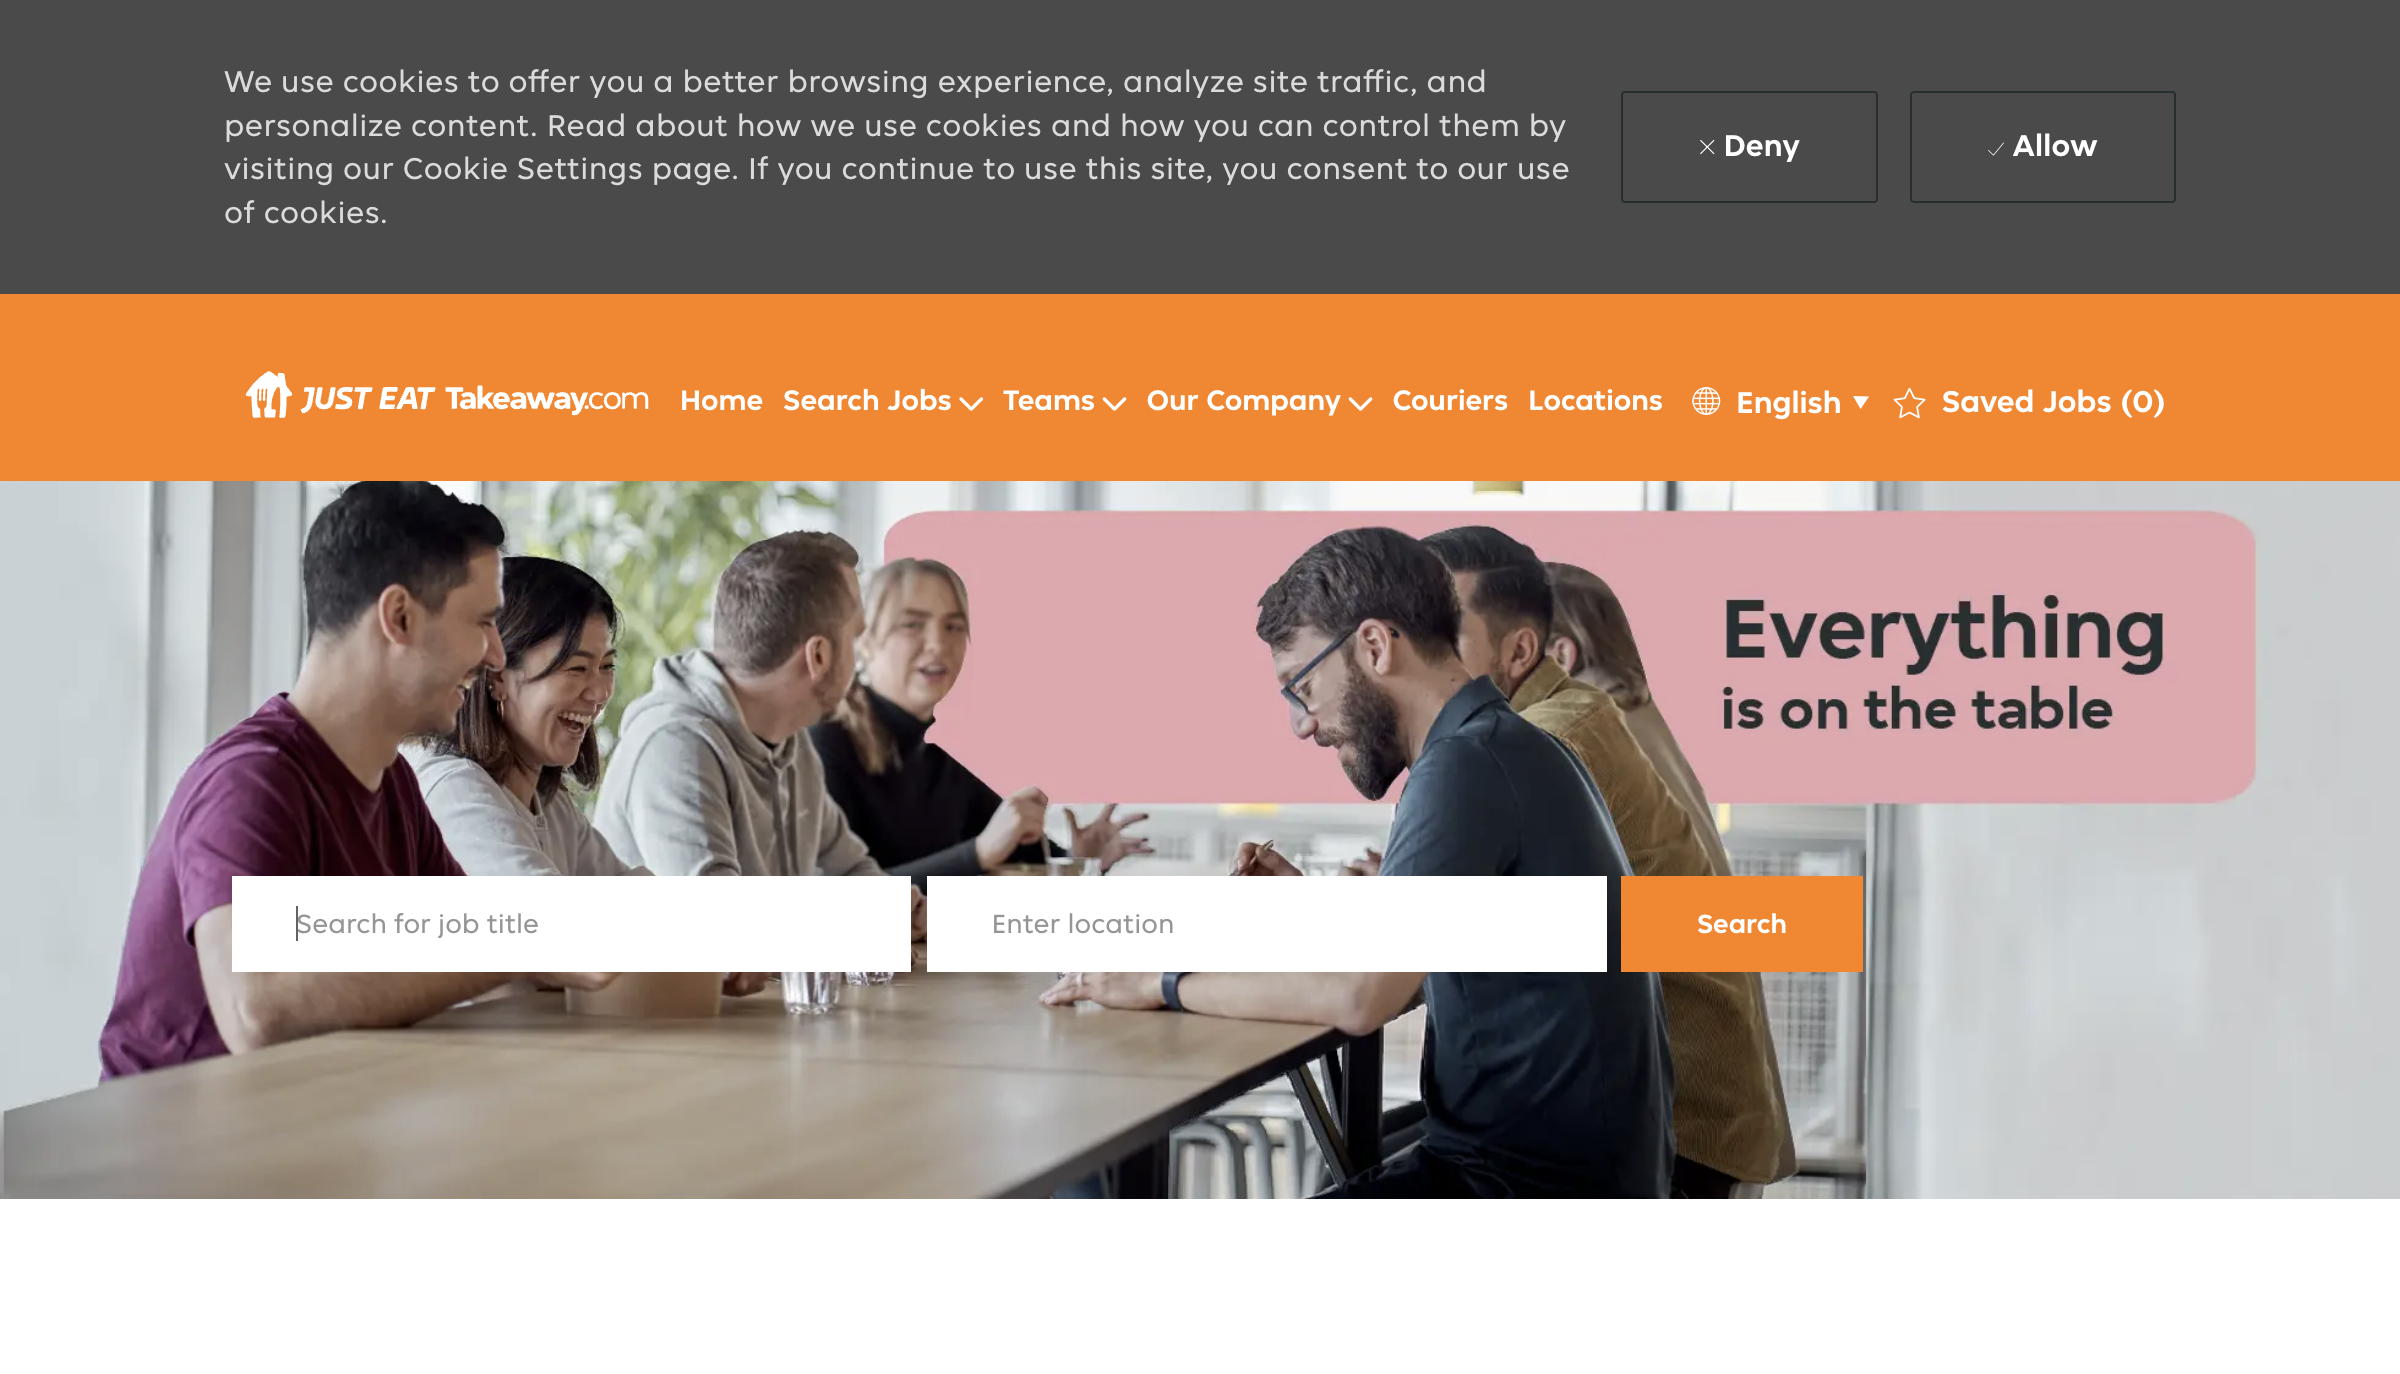 We use cookies to offer you a better browsing experience, analyze site traffic, and
personalize content. Read about how we use cookies and how you can control them by
visiting our Cookie Settings page. If you continue to use this site, you consent to our use
of cookies.
Deny
Allow
JUST EAT Takeaway.com
Home
Search Jobs
Teams
Our Company
Couriers
Locations
English
Saved Jobs (0)
Everything
is on the table
Search for job title
Enter location
Search